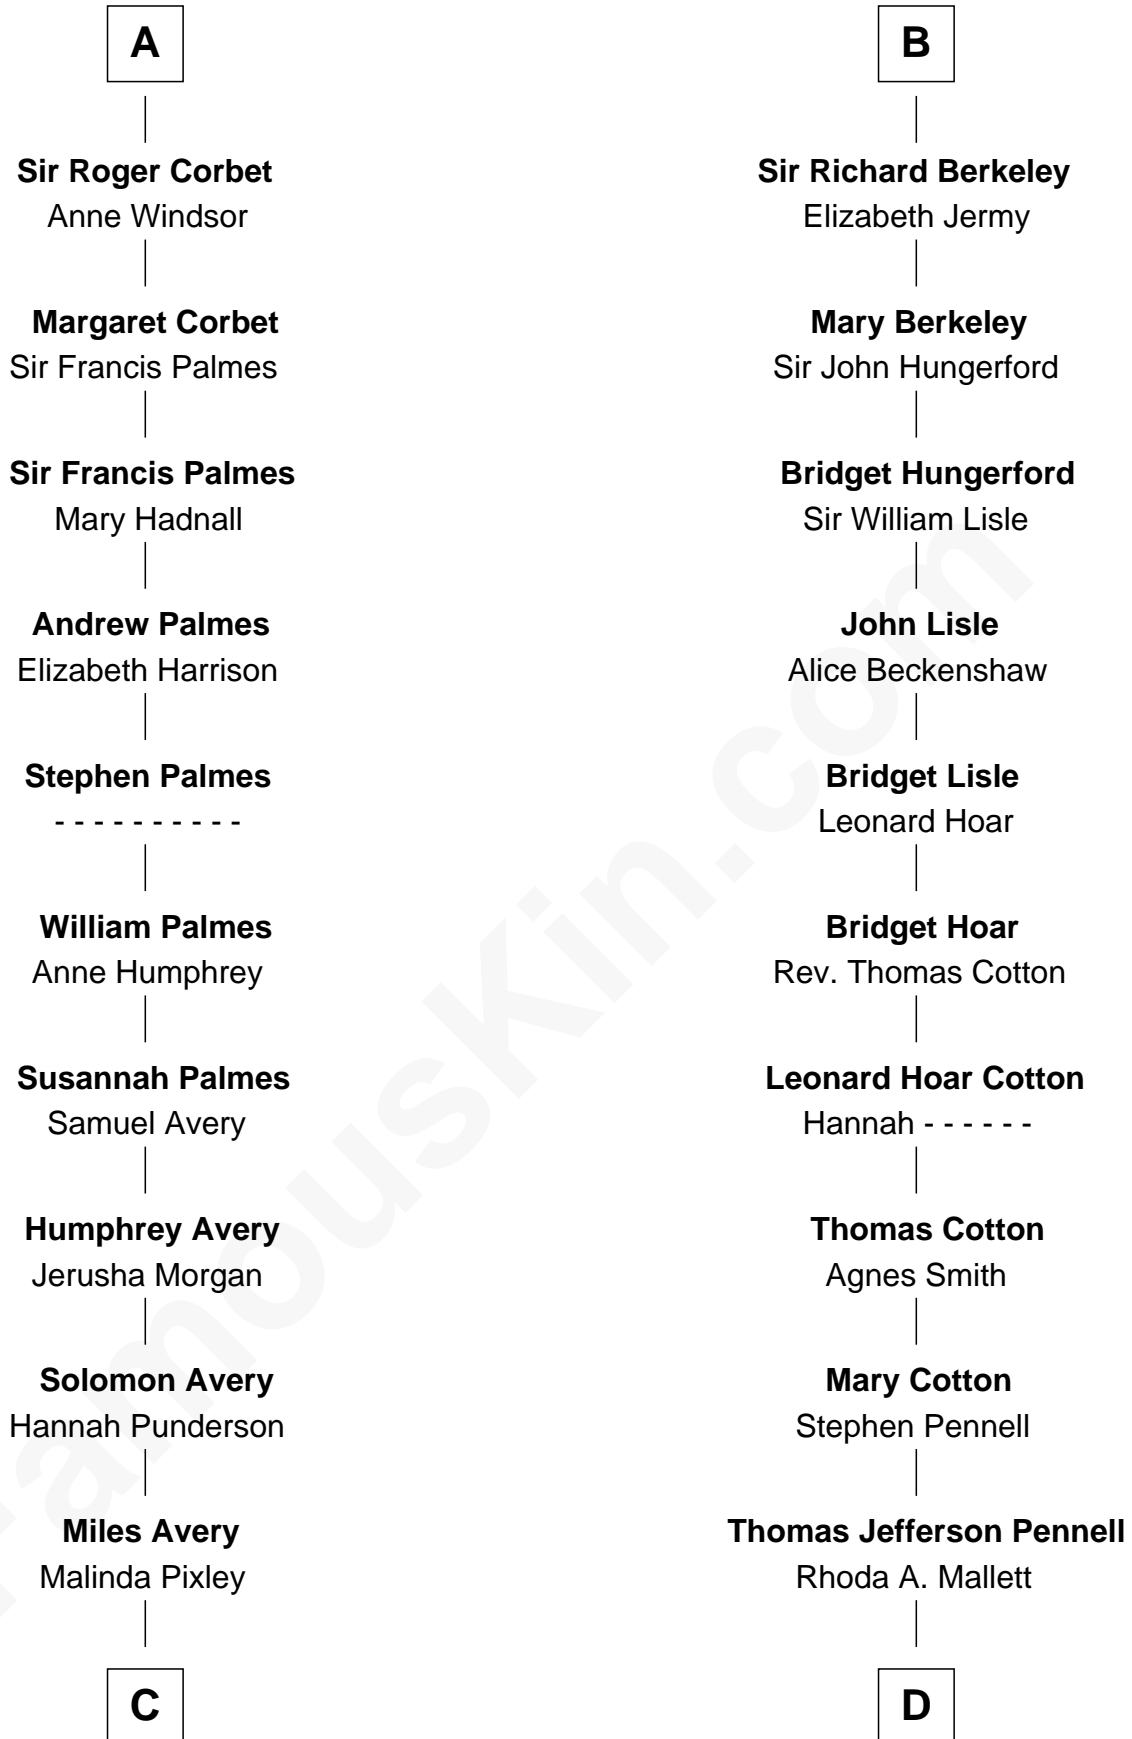 A
Sir Roger Corbet
Anne Windsor
Margaret Corbet
Sir Francis Palmes
Sir Francis Palmes
Mary Hadnall
Andrew Palmes
Elizabeth Harrison
Stephen Palmes
- - - - - - - - - -
William Palmes
Anne Humphrey
Susannah Palmes
Samuel Avery
Humphrey Avery
Jerusha Morgan
Solomon Avery
Hannah Punderson
Miles Avery
Malinda Pixley
C
B
Sir Richard Berkeley
Elizabeth Jermy
Mary Berkeley
Sir John Hungerford
Bridget Hungerford
Sir William Lisle
John Lisle
Alice Beckenshaw
Bridget Lisle
Leonard Hoar
Bridget Hoar
Rev. Thomas Cotton
Leonard Hoar Cotton
Hannah - - - - - -
Thomas Cotton
Agnes Smith
Mary Cotton
Stephen Pennell
Thomas Jefferson Pennell
Rhoda A. Mallett
D
FamousKin.com